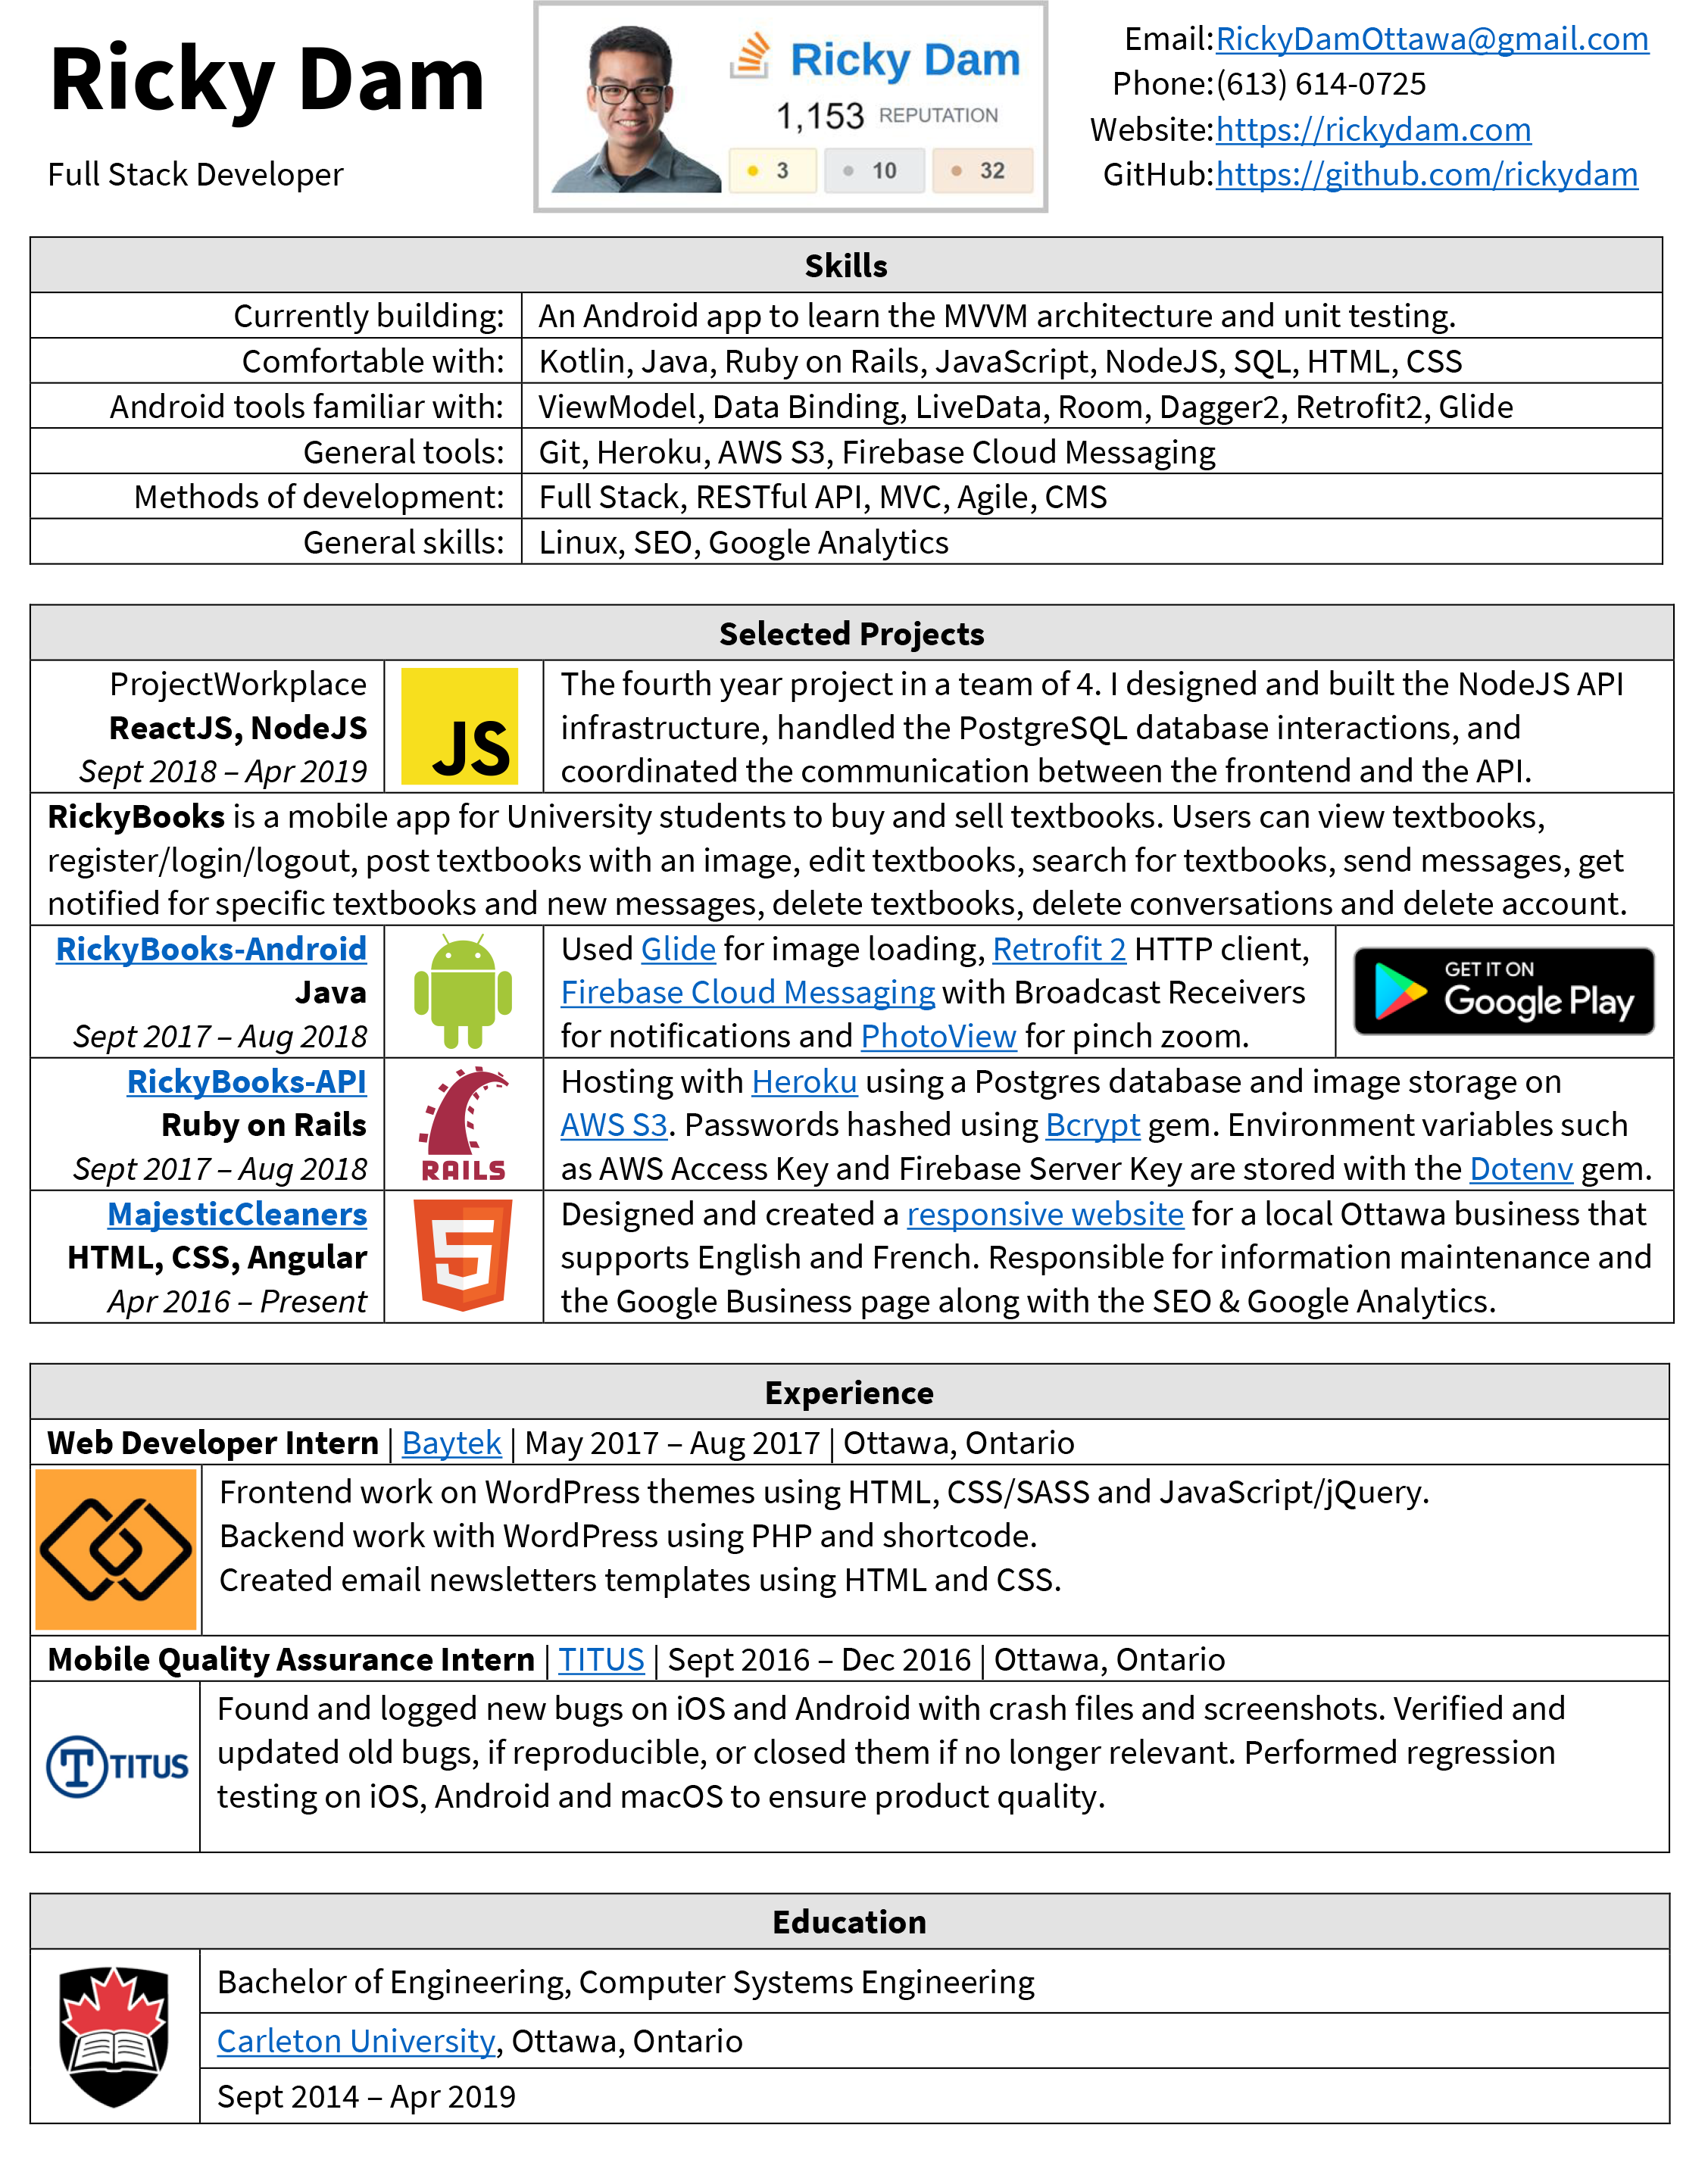 Ricky Dam
Full Stack Developer
Ricky Dam
1,153 REPUTATION
3 10 32
Email:RickyDamOttawa@gmail.com
Phone:(613) 614-0725
Website:https://rickydam.com
GitHub:https://github.com/rickydam
Skills
Currently building: An Android app to learn the MVVM architecture and unit testing.
Comfortable with: Kotlin, Java, Ruby on Rails, JavaScript, NodeJS, SQL, HTML, CSS
Android tools familiar with: ViewModel, Data Binding, LiveData, Room, Dagger2, Retrofit2, Glide
General tools: Git, Heroku, AWS S3, Firebase Cloud Messaging
Methods of development: Full Stack, RESTful API, MVC, Agile, CMS
General skills: Linux, SEO, Google Analytics
Selected Projects
ProjectWorkplace
ReactJS, NodeJS
Sept 2018 – Apr 2019
JS
The fourth year project in a team of 4. I designed and built the NodeJS API
infrastructure, handled the PostgreSQL database interactions, and
coordinated the communication between the frontend and the API.
RickyBooks is a mobile app for University students to buy and sell textbooks. Users can view textbooks,
register/login/logout, post textbooks with an image, edit textbooks, search for textbooks, send messages, get
notified for specific textbooks and new messages, delete textbooks, delete conversations and delete account.
RickyBooks-Android
Java
Sept 2017 – Aug 2018
Used Glide for image loading, Retrofit 2 HTTP client,
Firebase Cloud Messaging with Broadcast Receivers
for notifications and PhotoView for pinch zoom.
GET IT ON
Google Play
RickyBooks-API
Ruby on Rails
Sept 2017 – Aug 2018
RAILS
Hosting with Heroku using a Postgres database and image storage on
AWS S3. Passwords hashed using Bcrypt gem. Environment variables such
as AWS Access Key and Firebase Server Key are stored with the Dotenv gem.
MajesticCleaners
HTML, CSS, Angular
Apr 2016 – Present
5
Designed and created a responsive website for a local Ottawa business that
supports English and French. Responsible for information maintenance and
the Google Business page along with the SEO & Google Analytics.
Experience
Web Developer Intern | Baytek | May 2017 – Aug 2017 | Ottawa, Ontario
Frontend work on WordPress themes using HTML, CSS/SASS and JavaScript/jQuery.
Backend work with WordPress using PHP and shortcode.
Created email newsletters templates using HTML and CSS.
Mobile Quality Assurance Intern | TITUS | Sept 2016 – Dec 2016 | Ottawa, Ontario
T TITUS
Found and logged new bugs on iOS and Android with crash files and screenshots. Verified and
updated old bugs, if reproducible, or closed them if no longer relevant. Performed regression
testing on iOS, Android and macOS to ensure product quality.
Education
Bachelor of Engineering, Computer Systems Engineering
Carleton University, Ottawa, Ontario
Sept 2014 – Apr 2019